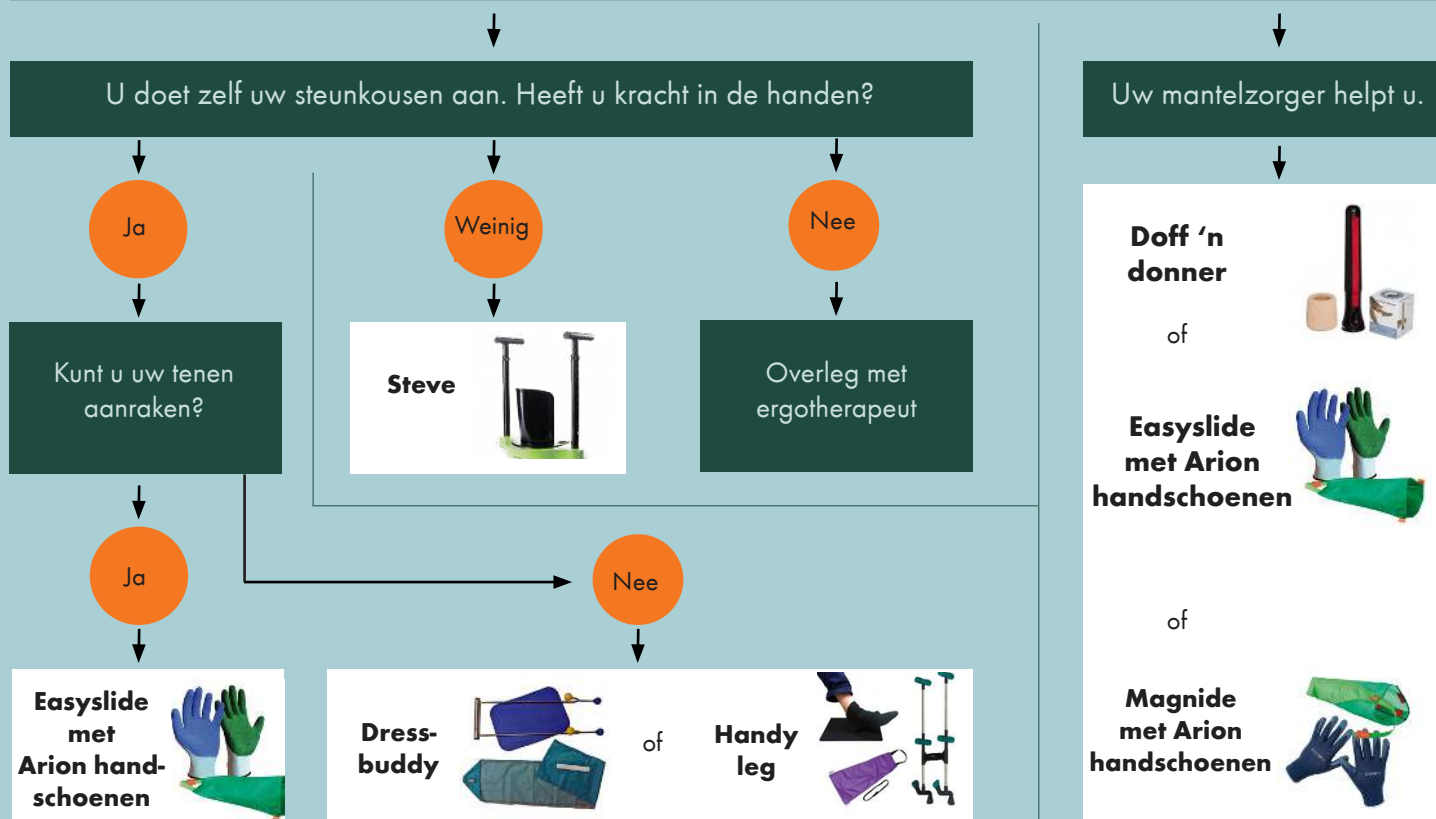 U doet zelf uw steunkousen aan. Heeft u kracht in de handen?
Uw mantelzorger helpt u.
Ja
Weinig
Nee
Kunt u uw tenen
aanraken?
Steve
Overleg met
ergotherapeut
Ja
Nee
Easyslide
met
Arion hand-
schoenen
Dress-
buddy
of
Handy
leg
Doff ‘n
donner
of
Easyslide
met Arion
handschoenen
of
Magnide
met Arion
handschoenen